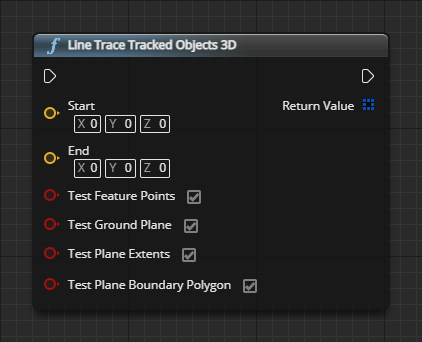 f Line Trace Tracked Objects 3D
Start Return Value
X 0 Y 0 Z 0
End
X 0 Y 0 Z 0
Test Feature Points
Test Ground Plane
Test Plane Extents
Test Plane Boundary Polygon